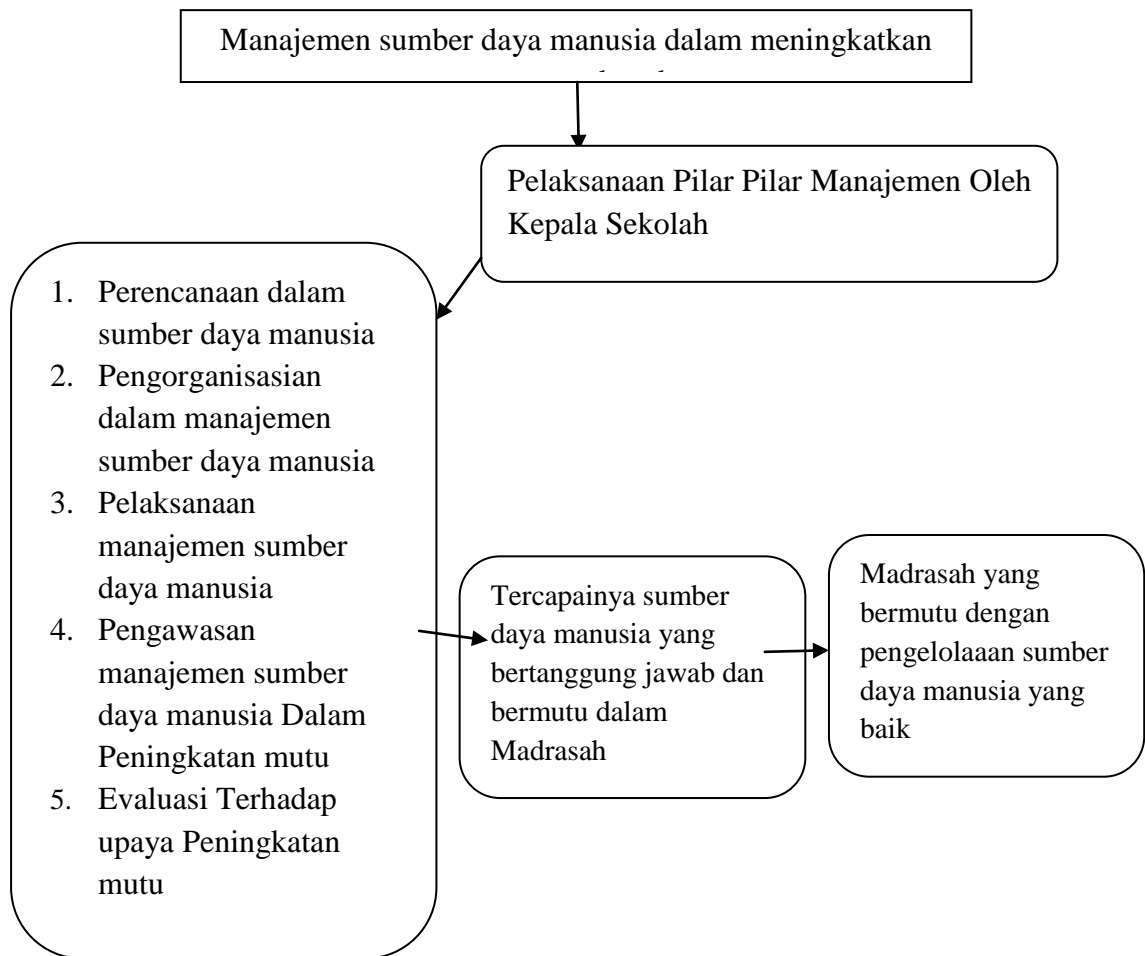 Manajemen sumber daya manusia dalam meningkatkan
Pelaksanaan Pilar Pilar Manajemen Oleh
Kepala Sekolah
1. Perencanaan dalam
sumber daya manusia
2. Pengorganisasian
dalam manajemen
sumber daya manusia
3. Pelaksanaan
manajemen sumber
daya manusia
4. Pengawasan
manajemen sumber
daya manusia Dalam
Peningkatan mutu
5. Evaluasi Terhadap
upaya Peningkatan
mutu
Tercapainya sumber
daya manusia yang
bertanggung jawab dan
bermutu dalam
Madrasah
Madrasah yang
bermutu dengan
pengelolaaan sumber
daya manusia yang
baik